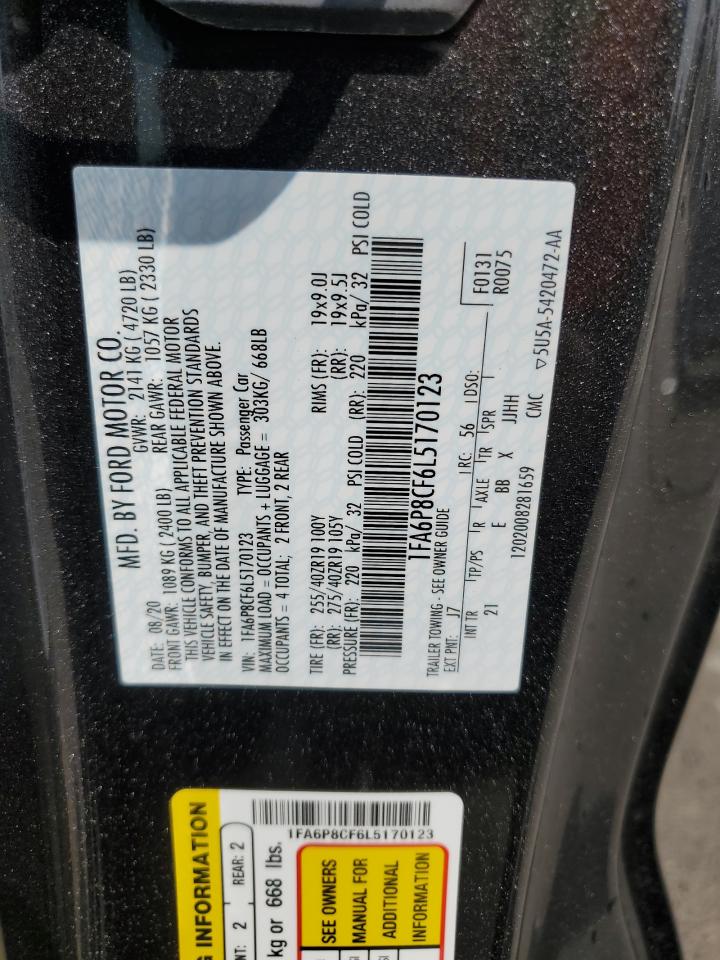 MFD. BY FORD MOTOR CO.
DATE: 08/20 GVWR: 2141 KG ( 4720 LB)
FRONT GAWR: 1089 KG ( 2400 LB) REAR GAWR: 1057 KG ( 2330 LB)
THIS VEHICLE CONFORMS TO ALL APPLICABLE FEDERAL MOTOR
VEHICLE SAFETY, BUMPER, AND THEFT PREVENTION STANDARDS
IN EFFECT ON THE DATE OF MANUFACTURE SHOWN ABOVE.
VIN: 1FA6P8CF6L5170123 TYPE: Passenger Car
MAXIMUM LOAD = OCCUPANTS + LUGGAGE = 303KG/ 668LB
OCCUPANTS = 4 TOTAL; 2 FRONT, 2 REAR
TIRE (FR): 255/40ZR19 100Y RIMS (FR): 19x9.0J
(RR): 275/40ZR19 105Y (RR): 19x9.5J
PRESSURE (FR): 220 kPa/ 32 PSI COLD (RR): 220 kPa/ 32 PSI COLD
1FA6P8CF6L5170123
TRAILER TOWING - SEE OWNER GUIDE
EXT PNT: J7 RC: 56 DSO: F0131
R0075
INT TR TP/PS R AXLE TR SPR
21 E BB X JJHH
1202008281659 CMC ▽5U5A-5420472-AA
G INFORMATION
NT: 2 REAR: 2
kg or 668 lbs.
1FA6P8CF6L5170123
SEE OWNERS
MANUAL FOR
ADDITIONAL
INFORMATION